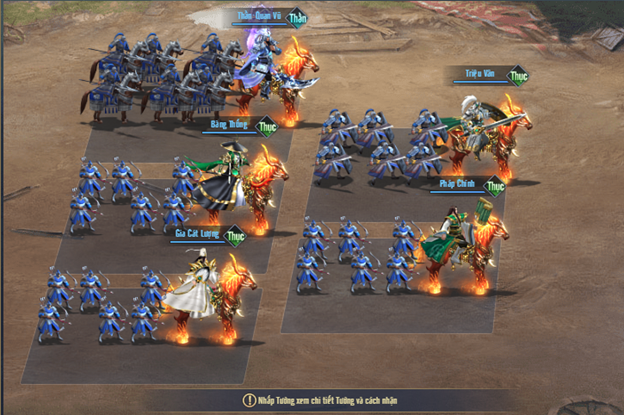 Thần Quan Vũ Thần
Triệu Vân Thục
Bàng Thống Thục
Pháp Chính Thục
Gia Cát Lượng Thục
Nhấp Tướng xem chi tiết Tướng và cách nhận